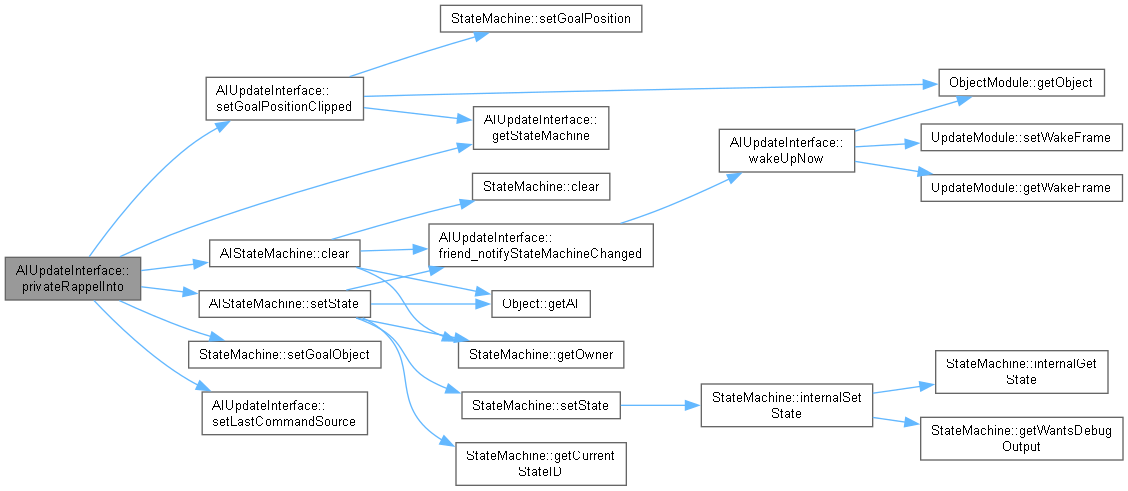 StateMachine::setGoalPosition
AIUpdateInterface::
setGoalPositionClipped
ObjectModule::getObject
AIUpdateInterface::
getStateMachine
AIUpdateInterface::
wakeUpNow
UpdateModule::setWakeFrame
StateMachine::clear
UpdateModule::getWakeFrame
AIStateMachine::clear
AIUpdateInterface::
friend_notifyStateMachineChanged
AIUpdateInterface::
privateRappelInto
AIStateMachine::setState
Object::getAI
StateMachine::setGoalObject
StateMachine::getOwner
StateMachine::internalGet
State
AIUpdateInterface::
setLastCommandSource
StateMachine::setState
StateMachine::internalSet
State
StateMachine::getWantsDebug
Output
StateMachine::getCurrent
StateID